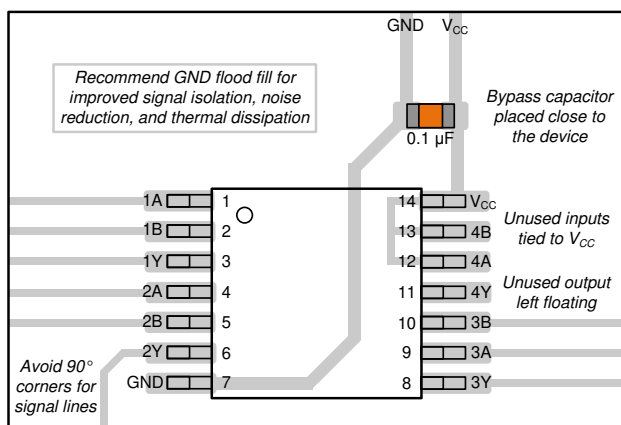 GND VCC
Recommend GND flood fill for
improved signal isolation, noise
reduction, and thermal dissipation
Bypass capacitor
placed close to
the device
0.1 µF
1A 1 14 VCC
1B 2 13 4B
1Y 3 12 4A
2A 4 11 4Y
2B 5 10 3B
2Y 6 9 3A
GND 7 8 3Y
Unused inputs
tied to VCC
Unused output
left floating
Avoid 90°
corners for
signal lines